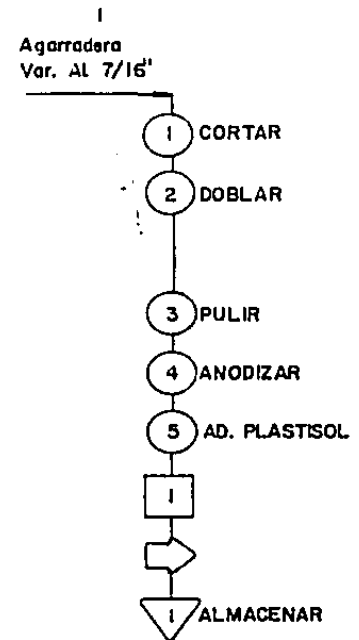 1
Agarradera
Var. Al 7/16"
1 CORTAR
2 DOBLAR
3 PULIR
4 ANODIZAR
5 AD. PLASTISOL
1
1 ALMACENAR